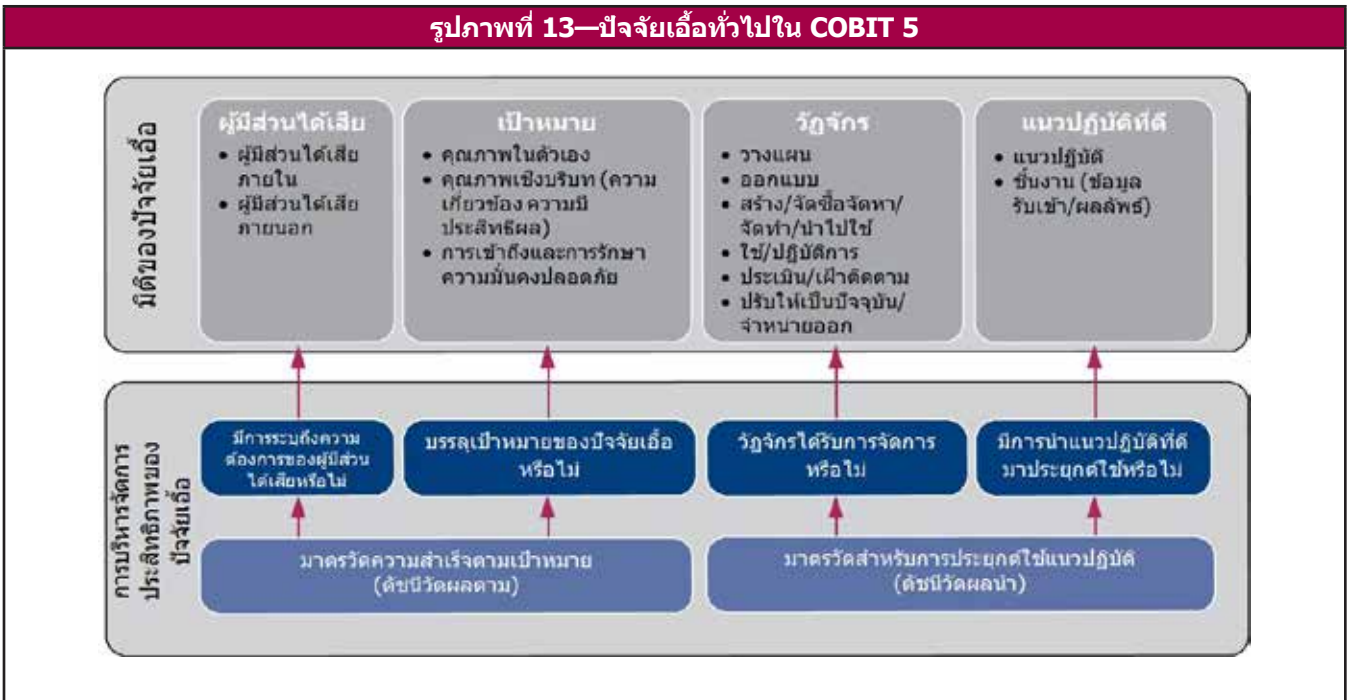 รูปภาพที่ 13—ปัจจัยเอื้อทั่วไปใน COBIT 5
มิติของปัจจัยเอื้อ
ผู้มีส่วนได้เสีย
• ผู้มีส่วนได้เสีย
ภายใน
• ผู้มีส่วนได้เสีย
ภายนอก
เป้าหมาย
• คุณภาพในตัวเอง
• คุณภาพเชิงบริบท (ความ
เกี่ยวข้อง ความมี
ประสิทธิผล)
• การเข้าถึงและการรักษา
ความมั่นคงปลอดภัย
วัฏจักร
• วางแผน
• ออกแบบ
• สร้าง/จัดซื้อจัดหา/
จัดทำ/นำไปใช้
• ใช้/ปฏิบัติการ
• ประเมิน/เฝ้าติดตาม
• ปรับให้เป็นปัจจุบัน/
จำหน่ายออก
แนวปฏิบัติที่ดี
• แนวปฏิบัติ
• ชิ้นงาน (ข้อมูล
รับเข้า/ผลลัพธ์)
การบริหารจัดการ
ประสิทธิภาพของ
ปัจจัยเอื้อ
มีการระบุถึงความ
ต้องการของผู้มีส่วน
ได้เสียหรือไม่
บรรลุเป้าหมายของปัจจัยเอื้อ
หรือไม่
วัฏจักรได้รับการจัดการ
หรือไม่
มีการนำแนวปฏิบัติที่ดี
มาประยุกต์ใช้หรือไม่
มาตรวัดความสำเร็จตามเป้าหมาย
(ดัชนีวัดผลตาม)
มาตรวัดสำหรับการประยุกต์ใช้แนวปฏิบัติ
(ดัชนีวัดผลนำ)